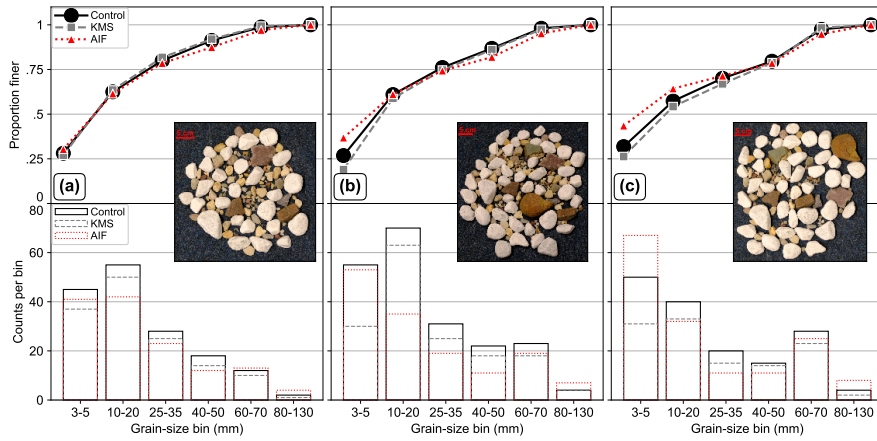 Proportion finer
1
.75
.5
.25
0
Control
KMS
AIF
5 cm
(a)
5 cm
(b)
5 cm
(c)
Counts per bin
80
60
40
20
0
Control
KMS
AIF
3-5 10-20 25-35 40-50 60-70 80-130
3-5 10-20 25-35 40-50 60-70 80-130
3-5 10-20 25-35 40-50 60-70 80-130
Grain-size bin (mm)
Grain-size bin (mm)
Grain-size bin (mm)